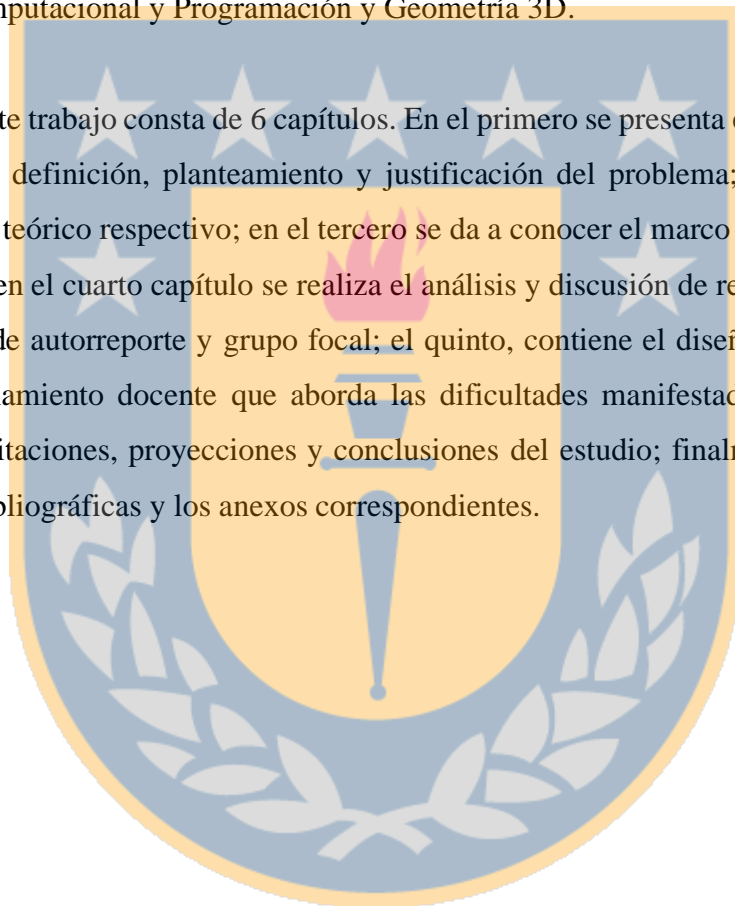 mputacional y Programación y Geometría 3D.
te trabajo consta de 6 capítulos. En el primero se presenta
definición, planteamiento y justificación del problema;
teórico respectivo; en el tercero se da a conocer el marco
en el cuarto capítulo se realiza el análisis y discusión de re
de autorreporte y grupo focal; el quinto, contiene el diseñ
amiento docente que aborda las dificultades manifestad
itaciones, proyecciones y conclusiones del estudio; finalr
bliográficas y los anexos correspondientes.